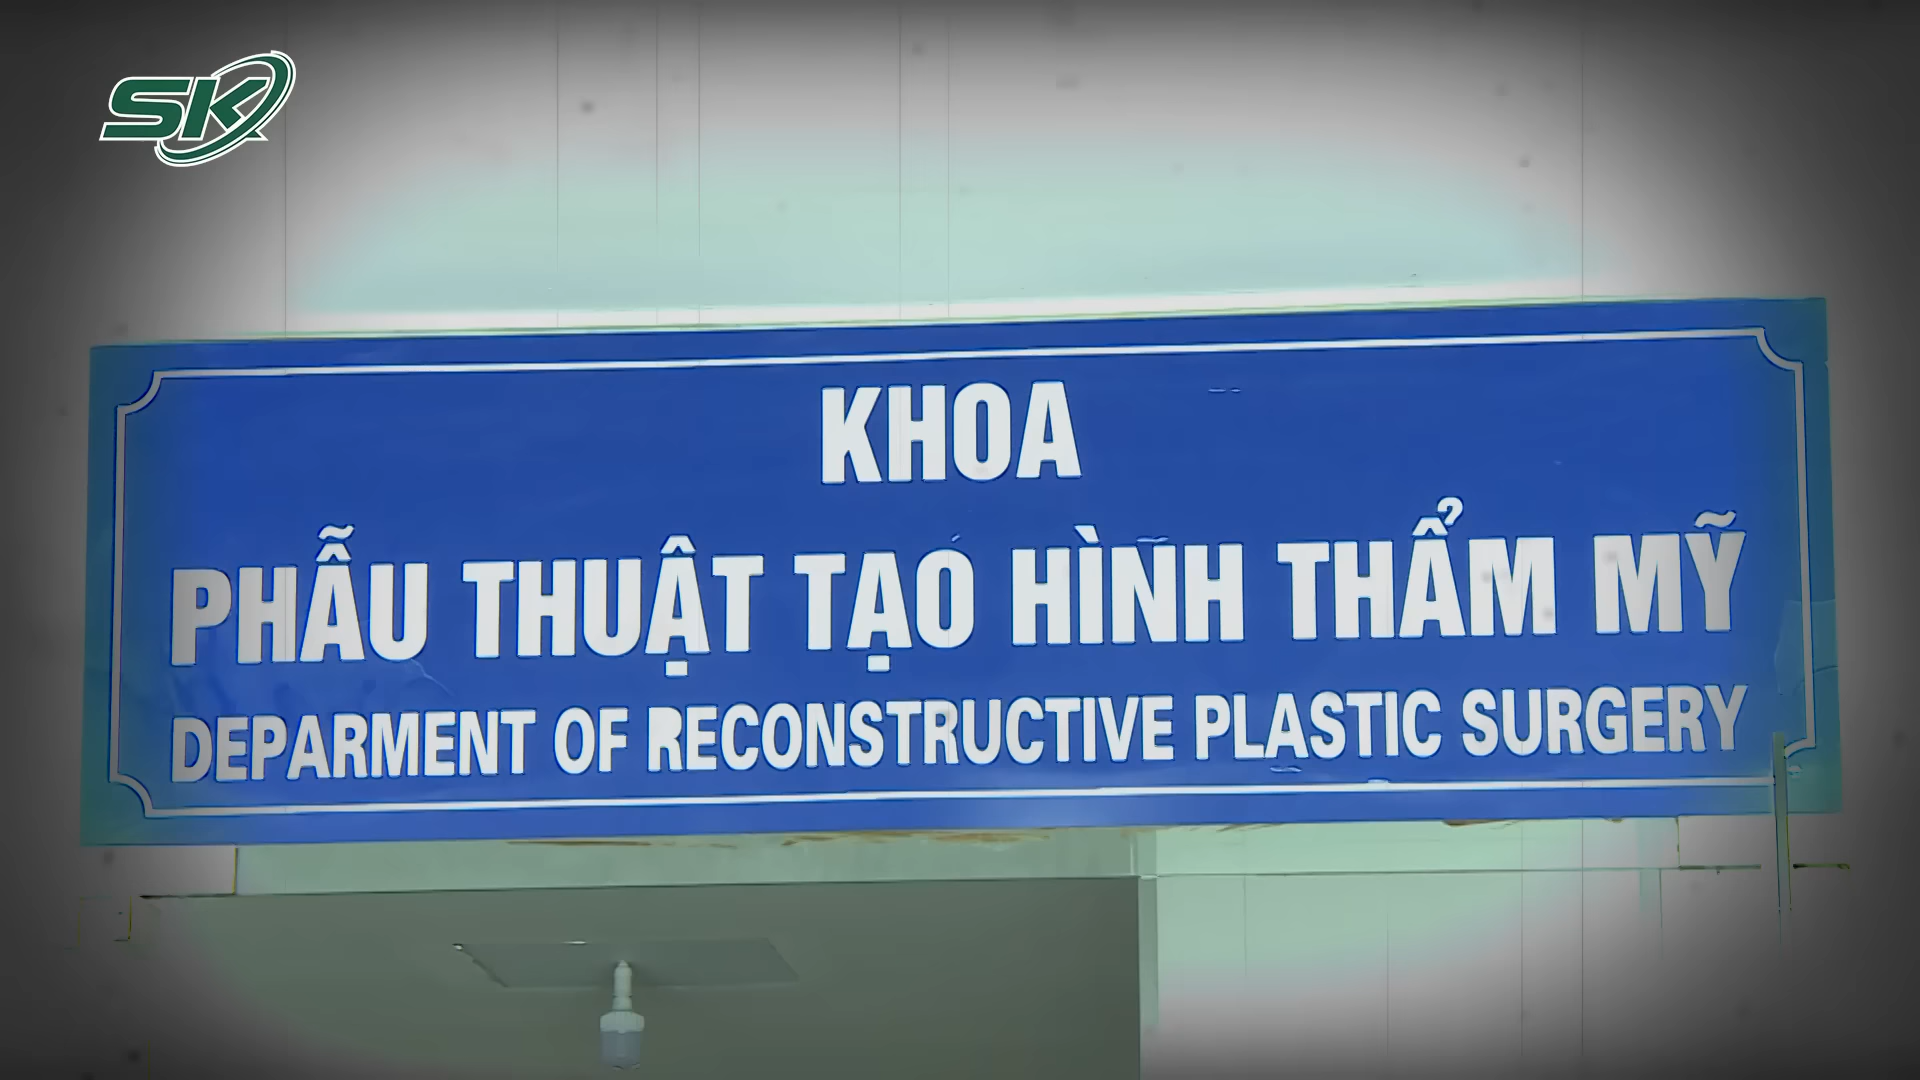 SK
KHOA
PHẪU THUẬT TẠO HÌNH THẨM MỸ
DEPARMENT OF RECONSTRUCTIVE PLASTIC SURGERY